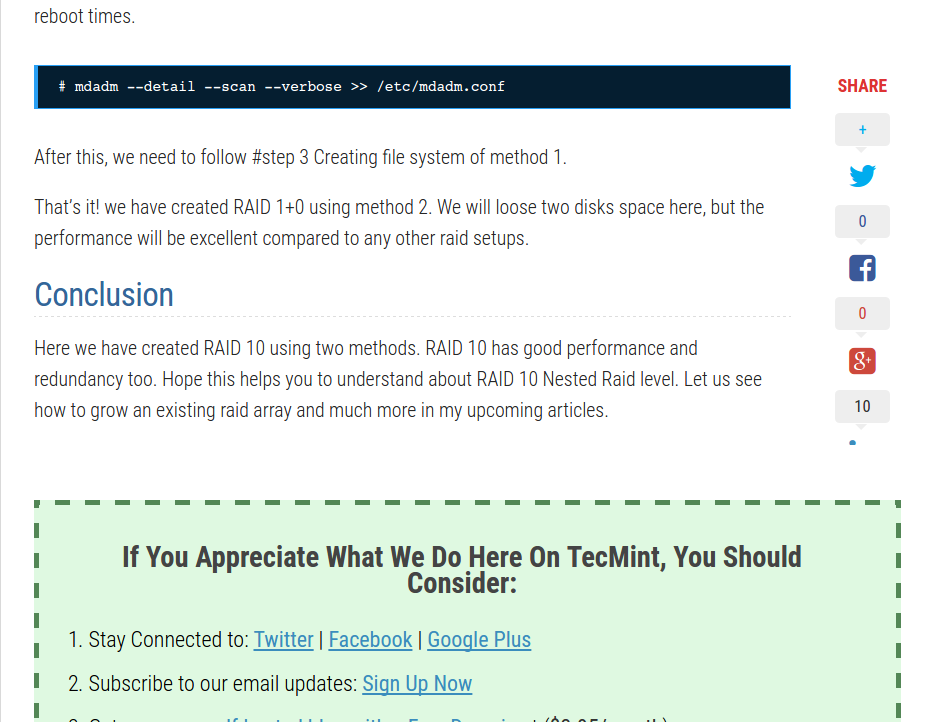 reboot times.
# mdadm --detail --scan --verbose >> /etc/mdadm.conf
After this, we need to follow #step 3 Creating file system of method 1.
That's it! we have created RAID 1+0 using method 2. We will loose two disks space here, but the
performance will be excellent compared to any other raid setups.
Conclusion
Here we have created RAID 10 using two methods. RAID 10 has good performance and
redundancy too. Hope this helps you to understand about RAID 10 Nested Raid level. Let us see
how to grow an existing raid array and much more in my upcoming articles.
SHARE
+
0
0
10
If You Appreciate What We Do Here On TecMint, You Should
Consider:
1. Stay Connected to: Twitter | Facebook | Google Plus
2. Subscribe to our email updates: Sign Up Now